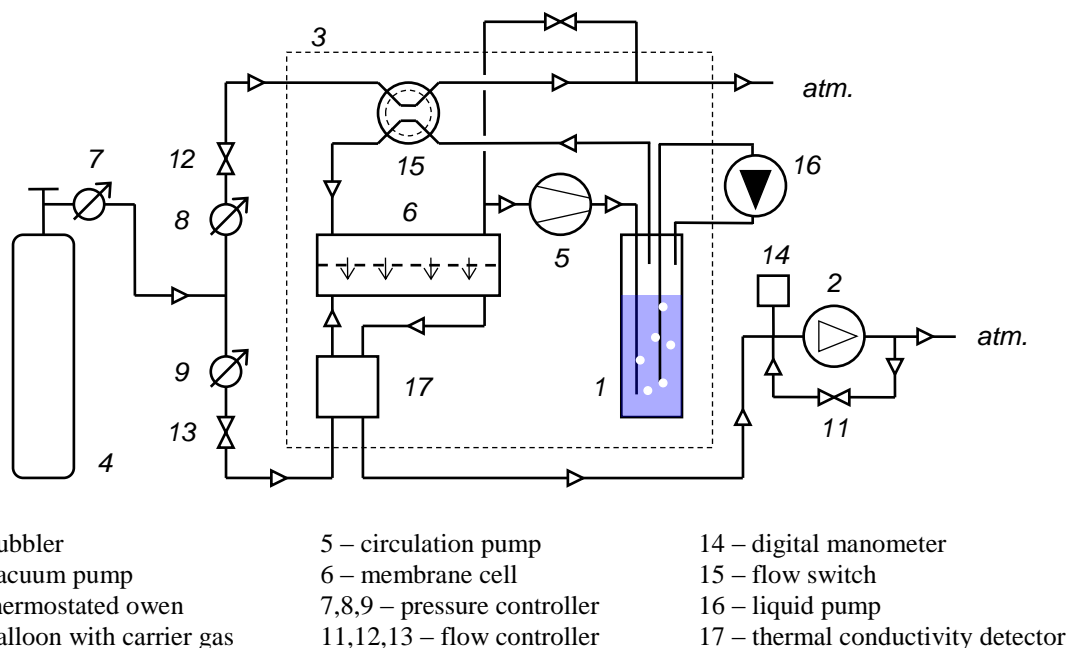 3
atm.
7
12
15
16
8
6
5
14
2
atm.
9
17
1
13
11
4
ubbler 5 – circulation pump 14 – digital manometer
acuum pump 6 – membrane cell 15 – flow switch
hermostated owen 7,8,9 – pressure controller 16 – liquid pump
alloon with carrier gas 11,12,13 – flow controller 17 – thermal conductivity detector